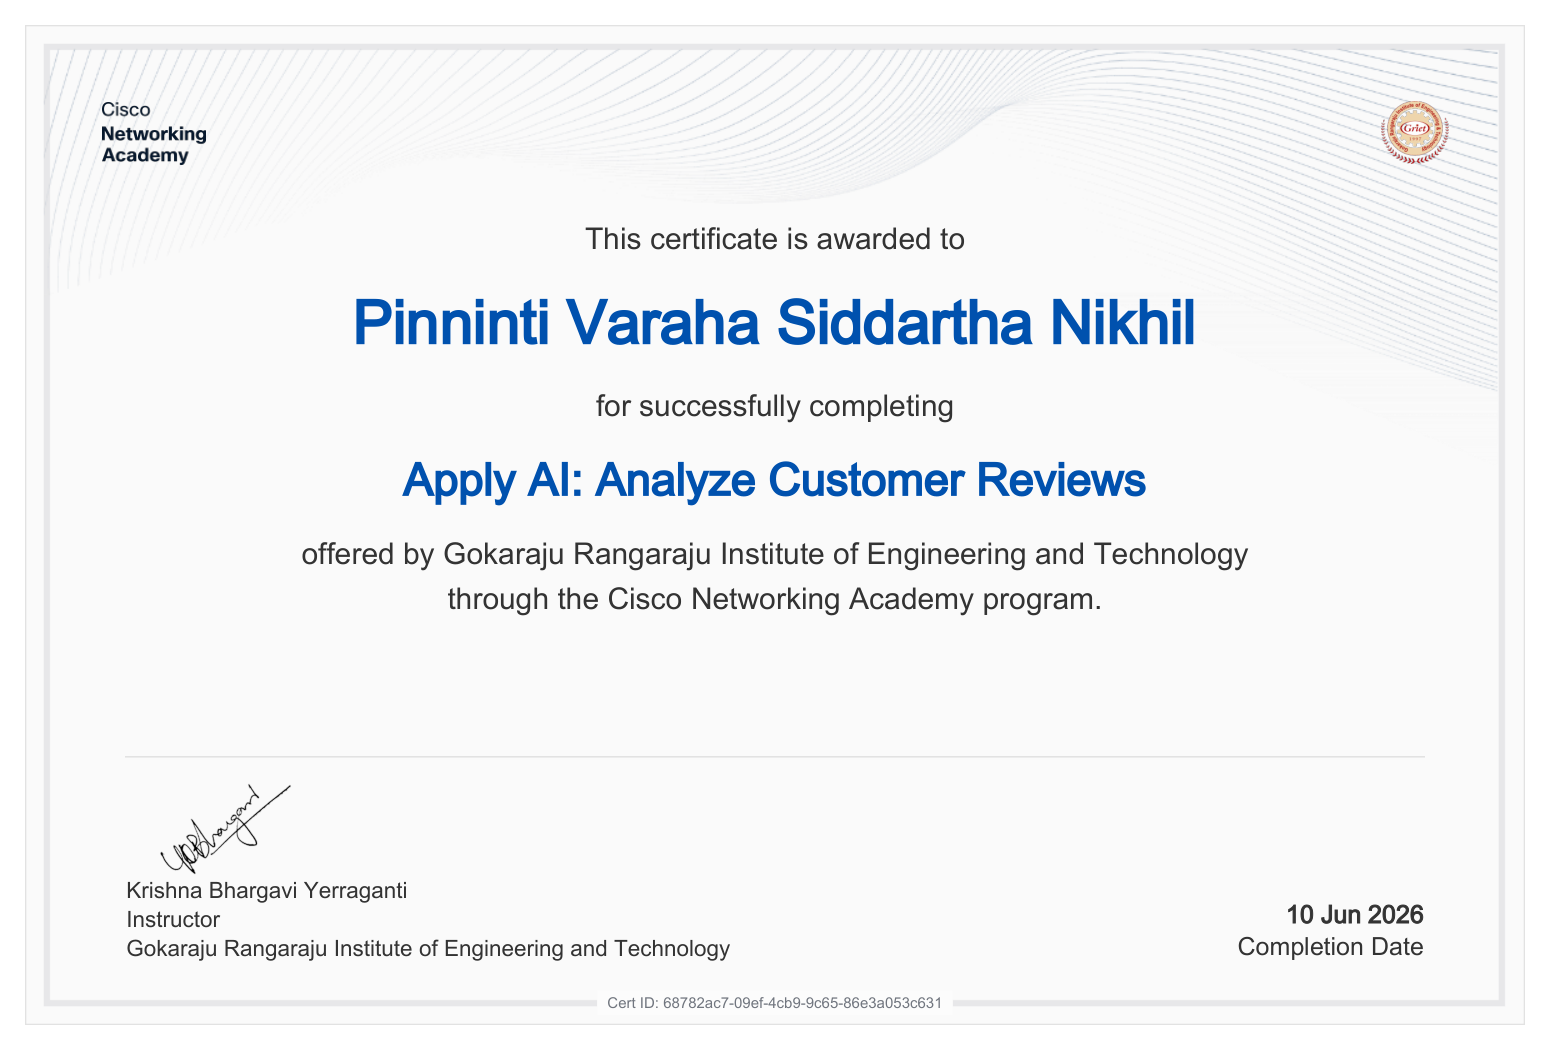 Cisco
Networking
Academy
Griet
This certificate is awarded to
Pinninti Varaha Siddartha Nikhil
for successfully completing
Apply AI: Analyze Customer Reviews
offered by Gokaraju Rangaraju Institute of Engineering and Technology
through the Cisco Networking Academy program.
Krishna Bhargavi Yerraganti
Instructor
Gokaraju Rangaraju Institute of Engineering and Technology
10 Jun 2026
Completion Date
Cert ID: 68782ac7-09ef-4cb9-9c65-86e3a053c631